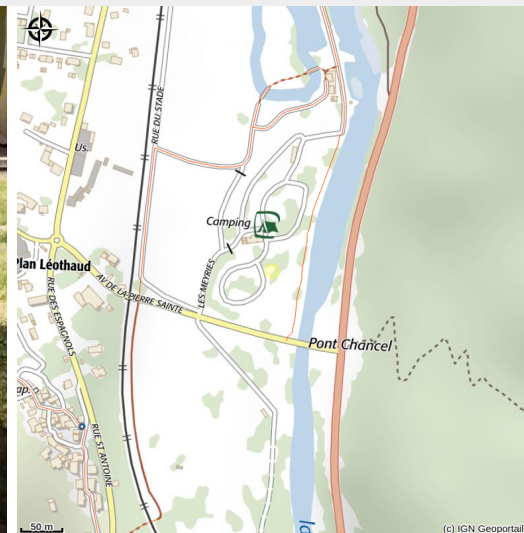 RUE DU STADE
Us.
Camping
Plan Léothaud
LES MEYRIES
AV DE LA PIERRE SAINTE
RUE DES ESPAGNOLS
Pont Chancel
RUE ST ANTOINE
50 m
(c) IGN Geoportail